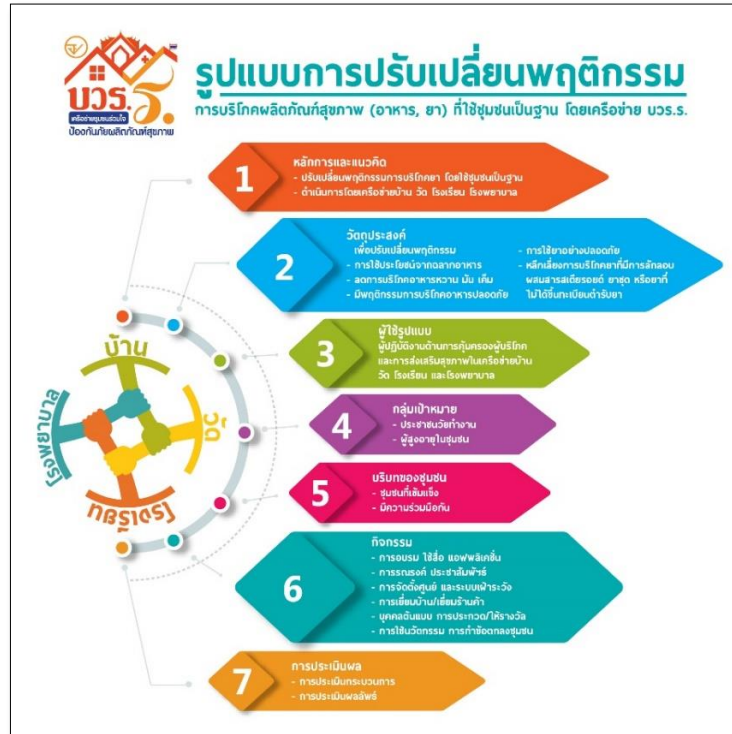 บวร.ร.
เครือข่ายชุมชนร่วมใจ
ป้องกันภัยผลิตภัณฑ์สุขภาพ
รูปแบบการปรับเปลี่ยนพฤติกรรม
การบริโภคผลิตภัณฑ์สุขภาพ (อาหาร, ยา) ที่ใช้ชุมชนเป็นฐาน โดยเครือข่าย บวร.ร.
1
หลักการและแนวคิด
- ปรับเปลี่ยนพฤติกรรมการบริโภคยา โดยใช้ชุมชนเป็นฐาน
- ดำเนินการโดยเครือข่ายบ้าน วัด โรงเรียน โรงพยาบาล
2
วัตถุประสงค์
เพื่อปรับเปลี่ยนพฤติกรรม
- การใช้ประโยชน์จากฉลากอาหาร
- ลดการบริโภคอาหารหวาน มัน เค็ม
- มีพฤติกรรมการบริโภคอาหารปลอดภัย
- การใช้ยาอย่างปลอดภัย
- หลีกเลี่ยงการบริโภคยาที่มีการลักลอบ
ผสมสารสเตียรอยด์ ยาชุด หรือยาที่
ไม่ได้ขึ้นทะเบียนตำรับยา
3
ผู้ใช้รูปแบบ
ผู้ปฏิบัติงานด้านการคุ้มครองผู้บริโภค
และการส่งเสริมสุขภาพในเครือข่ายบ้าน
วัด โรงเรียน และโรงพยาบาล
4
กลุ่มเป้าหมาย
- ประชาชนวัยทำงาน
- ผู้สูงอายุในชุมชน
5
บริบทของชุมชน
- ชุมชนที่เข้มแข็ง
- มีความร่วมมือกัน
6
กิจกรรม
- การอบรม ใช้สื่อ แอพพลิเคชั่น
- การรณรงค์ ประชาสัมพันธ์
- การจัดตั้งศูนย์ และระบบเฝ้าระวัง
- การเยี่ยมบ้าน/เยี่ยมร้านค้า
- บุคคลต้นแบบ การประกวด/ให้รางวัล
- การใช้นวัตกรรม การทำข้อตกลงชุมชน
7
การประเมินผล
- การประเมินกระบวนการ
- การประเมินผลลัพธ์
บ้าน
วัด
โรงเรียน
โรงพยาบาล